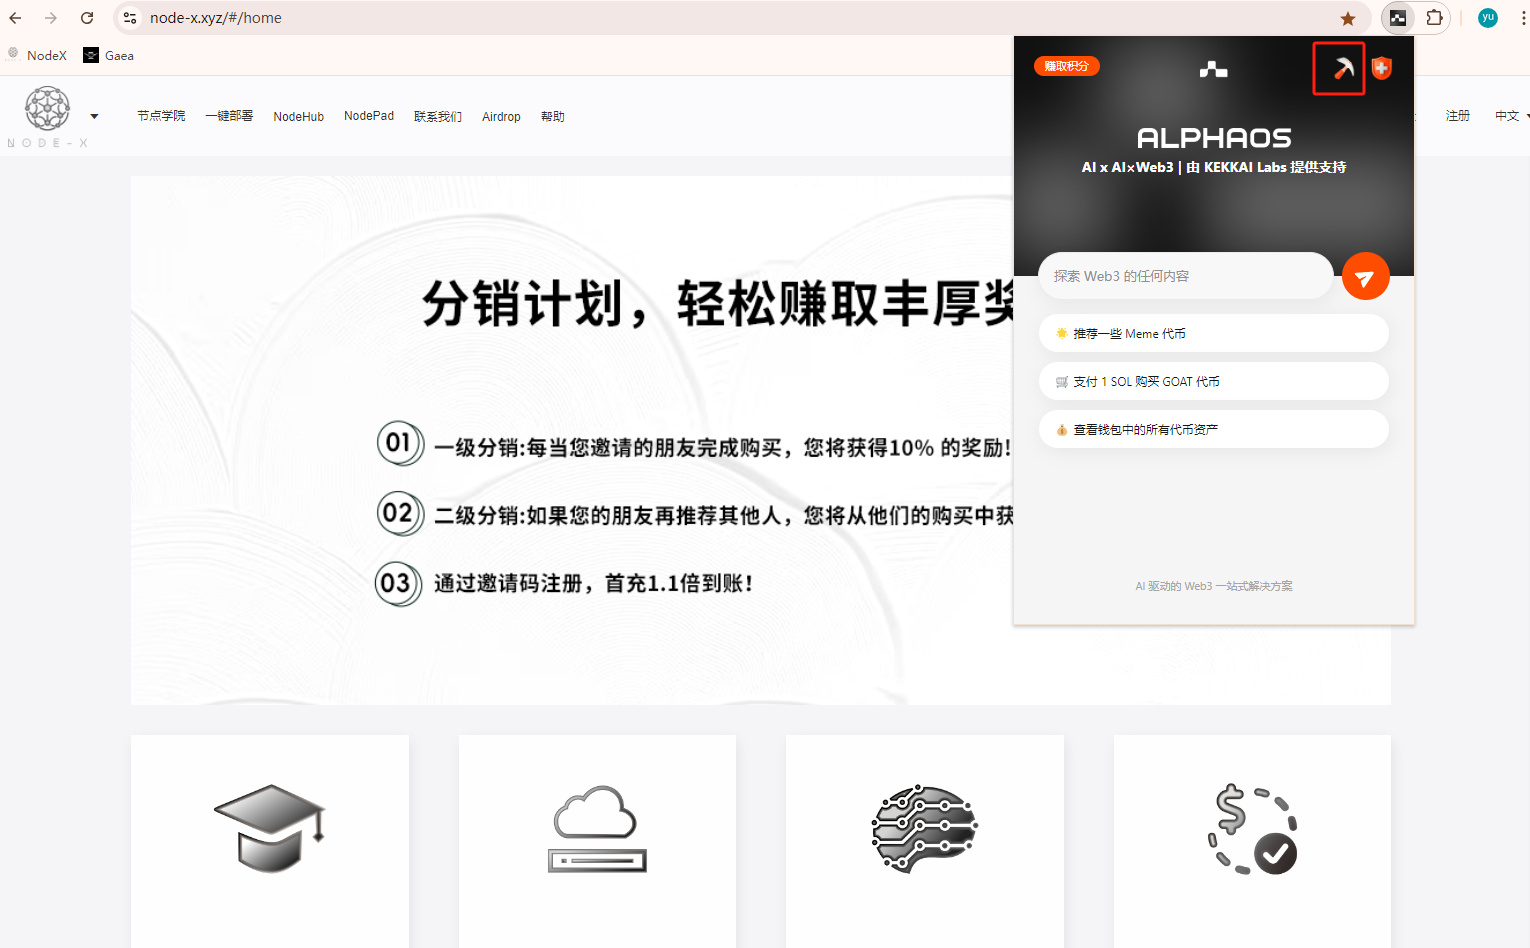 node-x.xyz/#/home
yu
NodeX
Gaea
赚取积分
节点学院
一键部署
NodeHub
NodePad
联系我们
Airdrop
帮助
注册
中文
NODE-X
ALPHAOS
AI x AI×Web3 | 由 KEKKAI Labs 提供支持
探索 Web3 的任何内容
推荐一些 Meme 代币
支付 1 SOL 购买 GOAT 代币
查看钱包中的所有代币资产
AI 驱动的 Web3 一站式解决方案
分销计划，轻松赚取丰厚
01 一级分销:每当您邀请的朋友完成购买，您将获得10% 的奖励!
02 二级分销:如果您的朋友再推荐其他人，您将从他们的购买中获
03 通过邀请码注册，首充1.1倍到账!